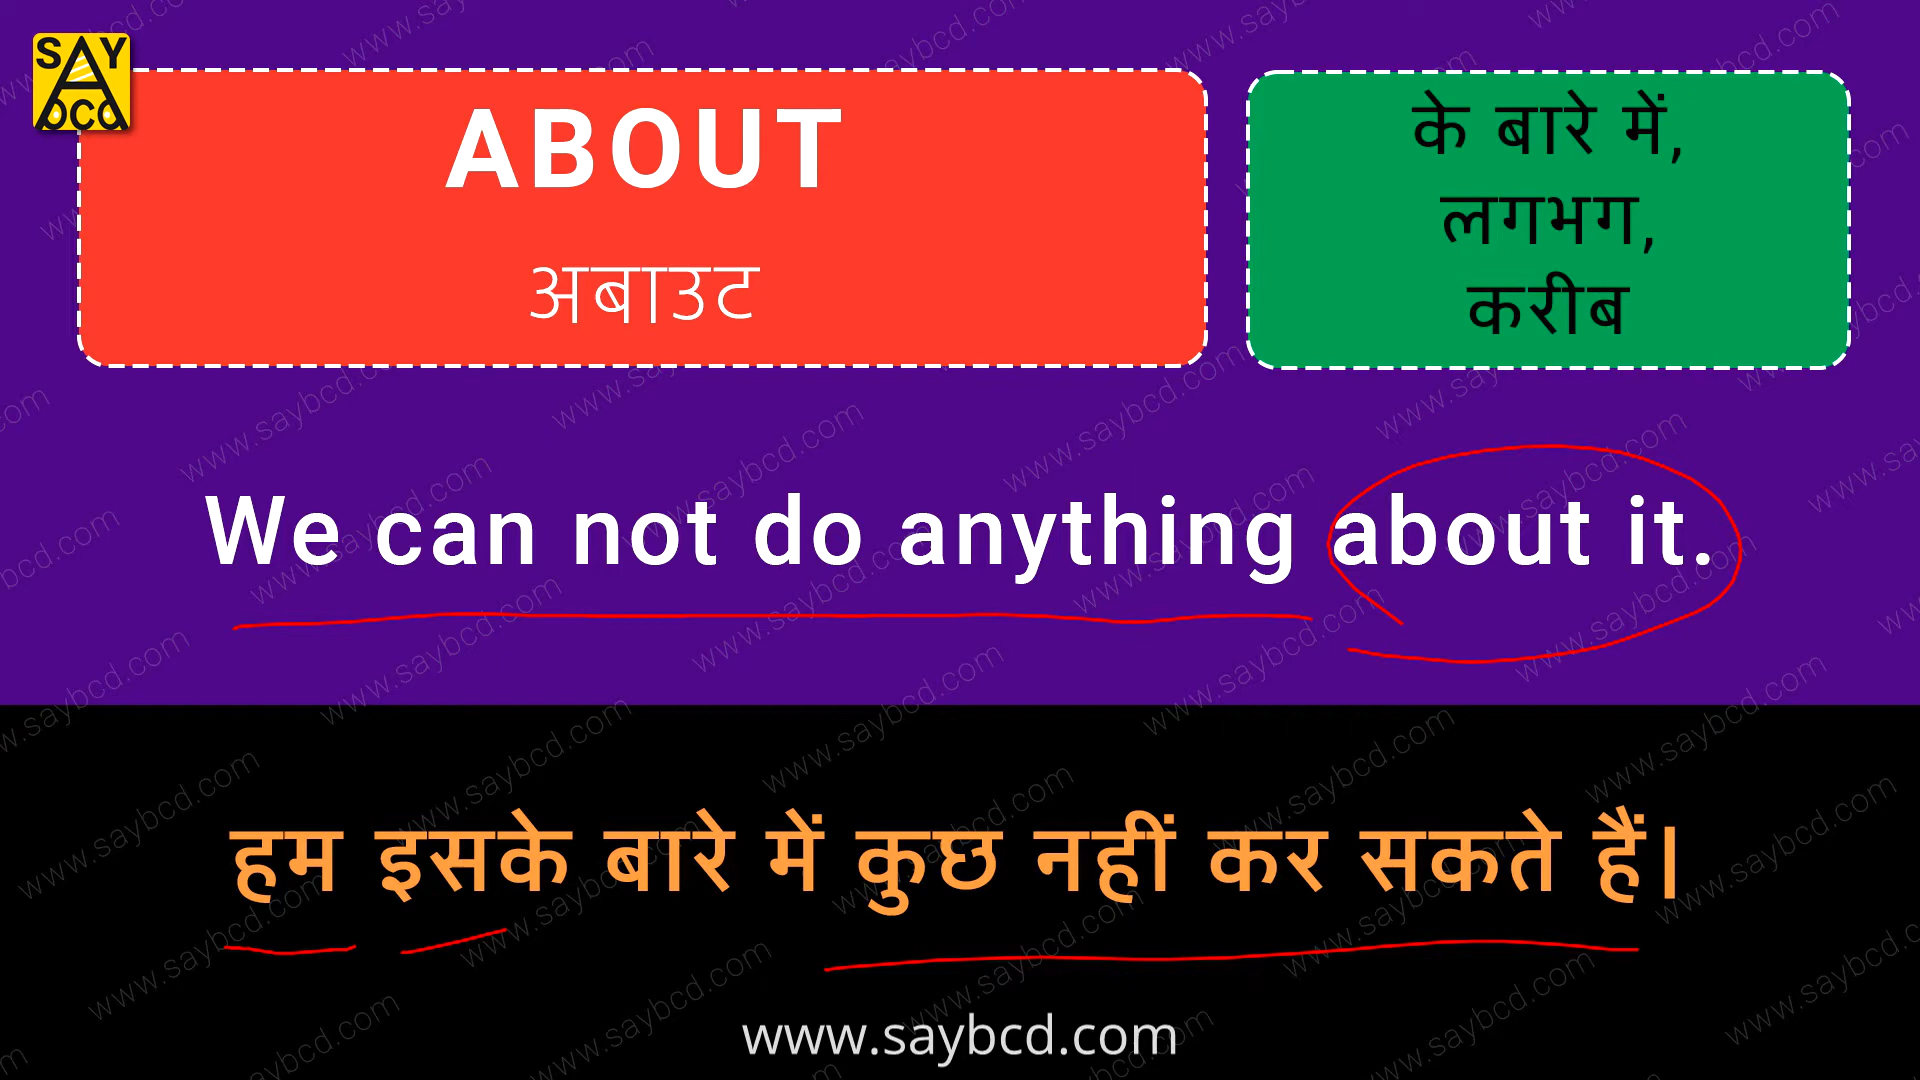 SAY
bcd
ABOUT
अबाउट
के बारे में,
लगभग,
करीब
We can not do anything about it.
हम इसके बारे में कुछ नहीं कर सकते हैं।
www.saybcd.com